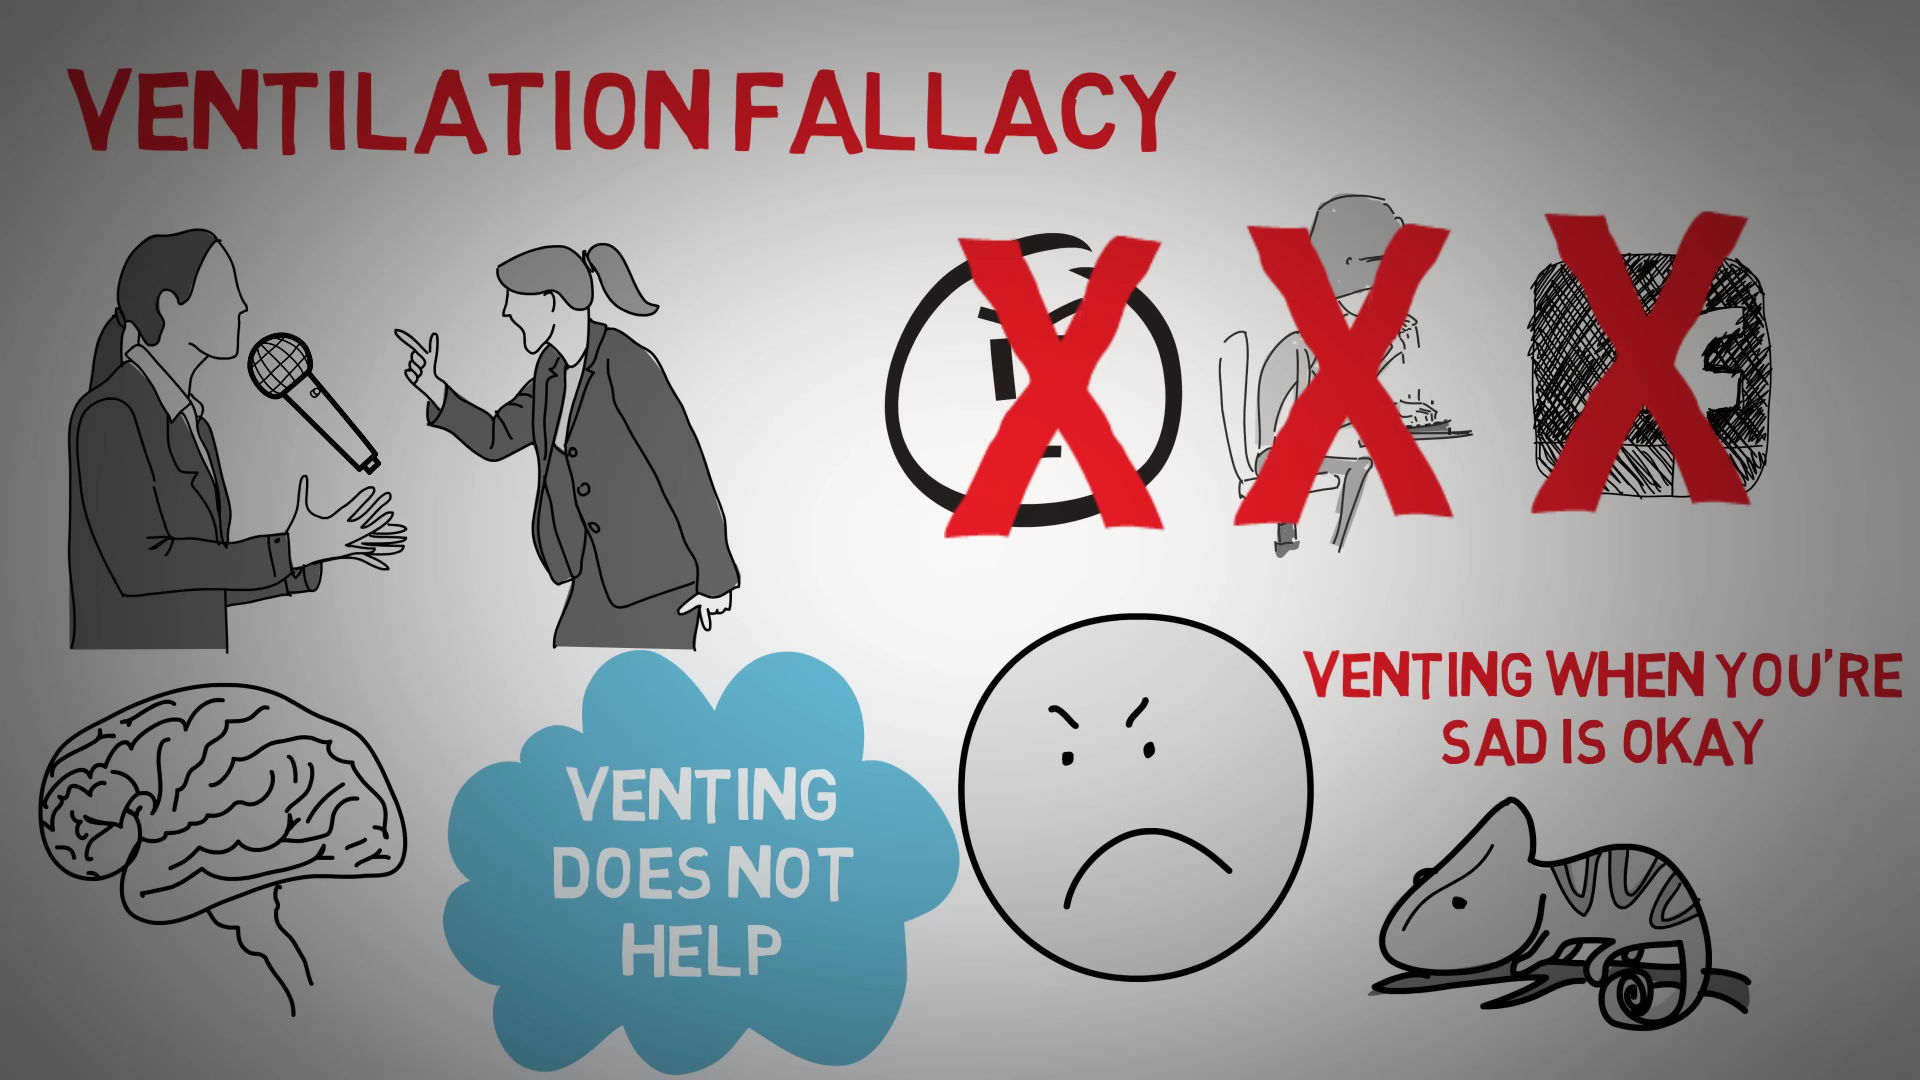 VENTILATION FALLACY
VENTING WHEN YOU'RE
SAD IS OKAY
VENTING
DOES NOT
HELP